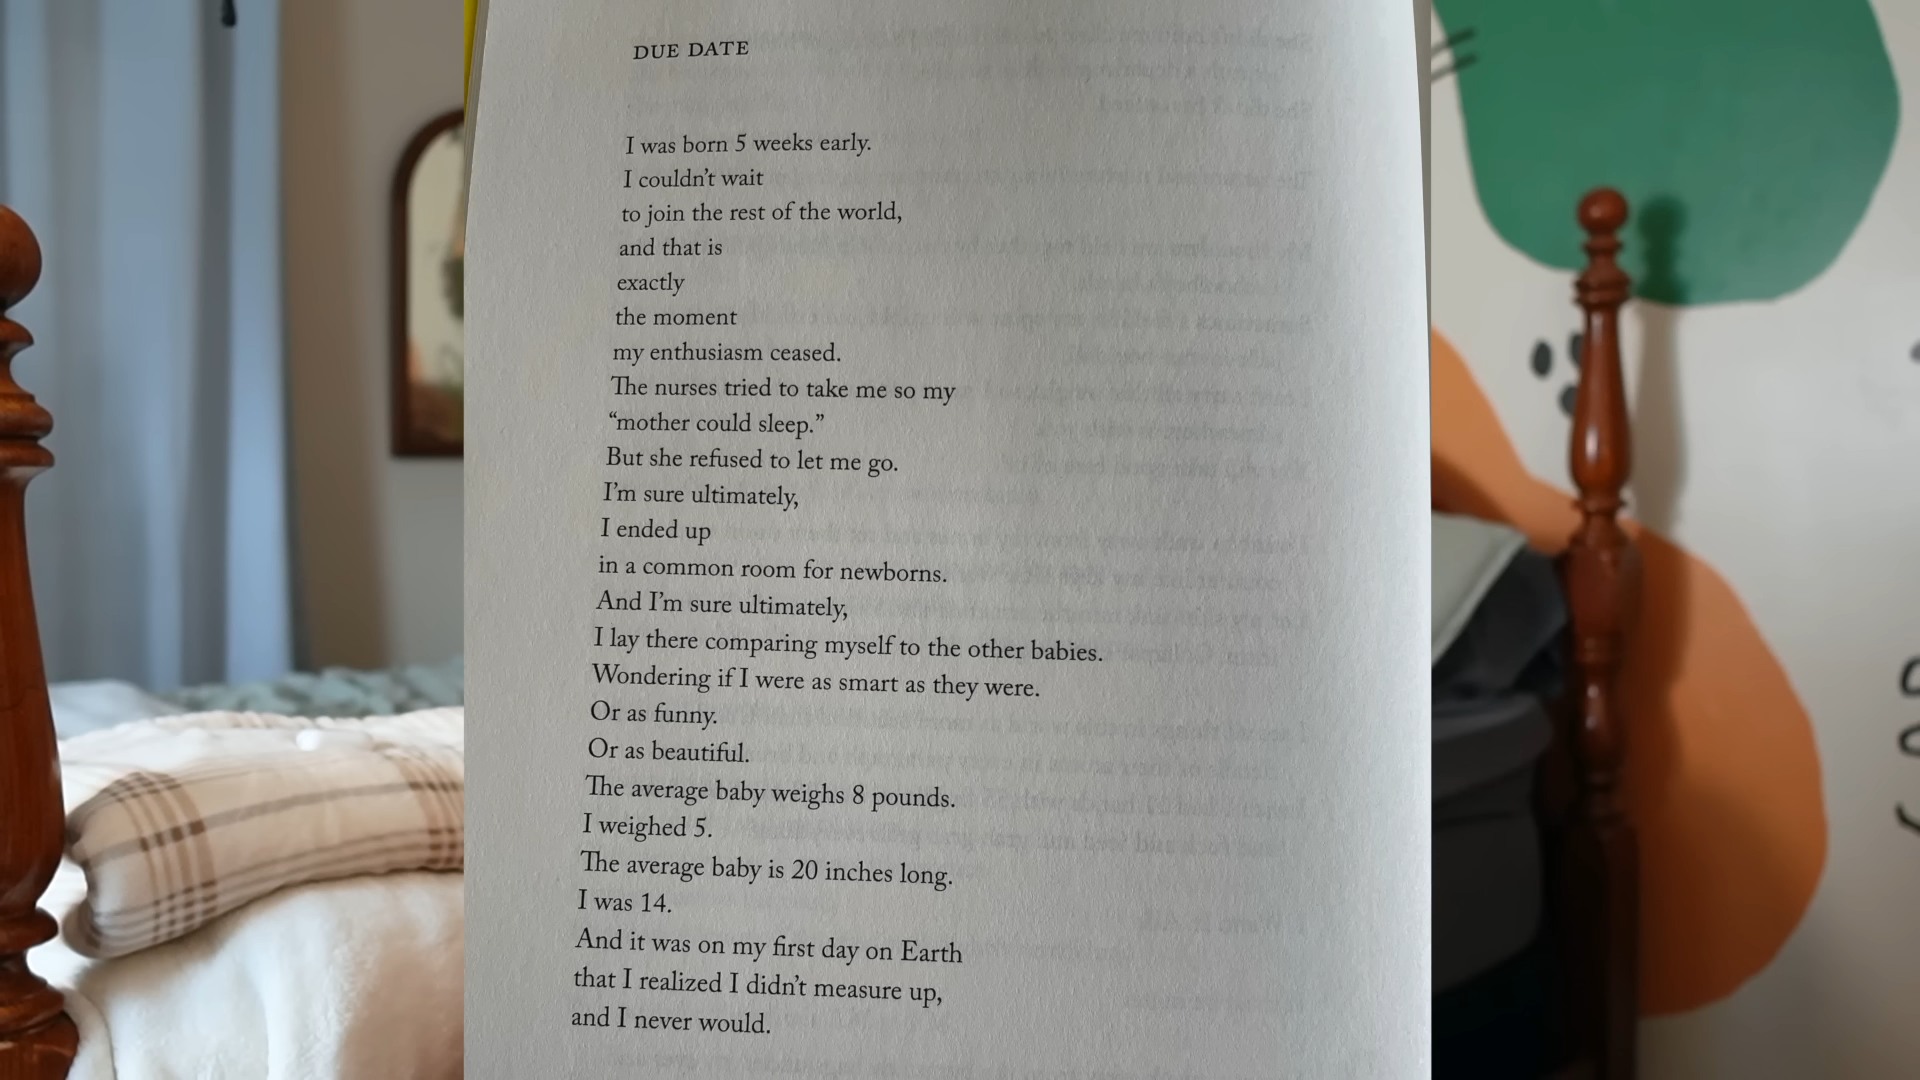 DUE DATE
I was born 5 weeks early.
I couldn't wait
to join the rest of the world,
and that is
exactly
the moment
my enthusiasm ceased.
The nurses tried to take me so my
“mother could sleep.”
But she refused to let me go.
I'm sure ultimately,
I ended up
in a common room for newborns.
And I'm sure ultimately,
I lay there comparing myself to the other babies.
Wondering if I were as smart as they were.
Or as funny.
Or as beautiful.
The average baby weighs 8 pounds.
I weighed 5.
The average baby is 20 inches long.
I was 14.
And it was on my first day on Earth
that I realized I didn't measure up,
and I never would.